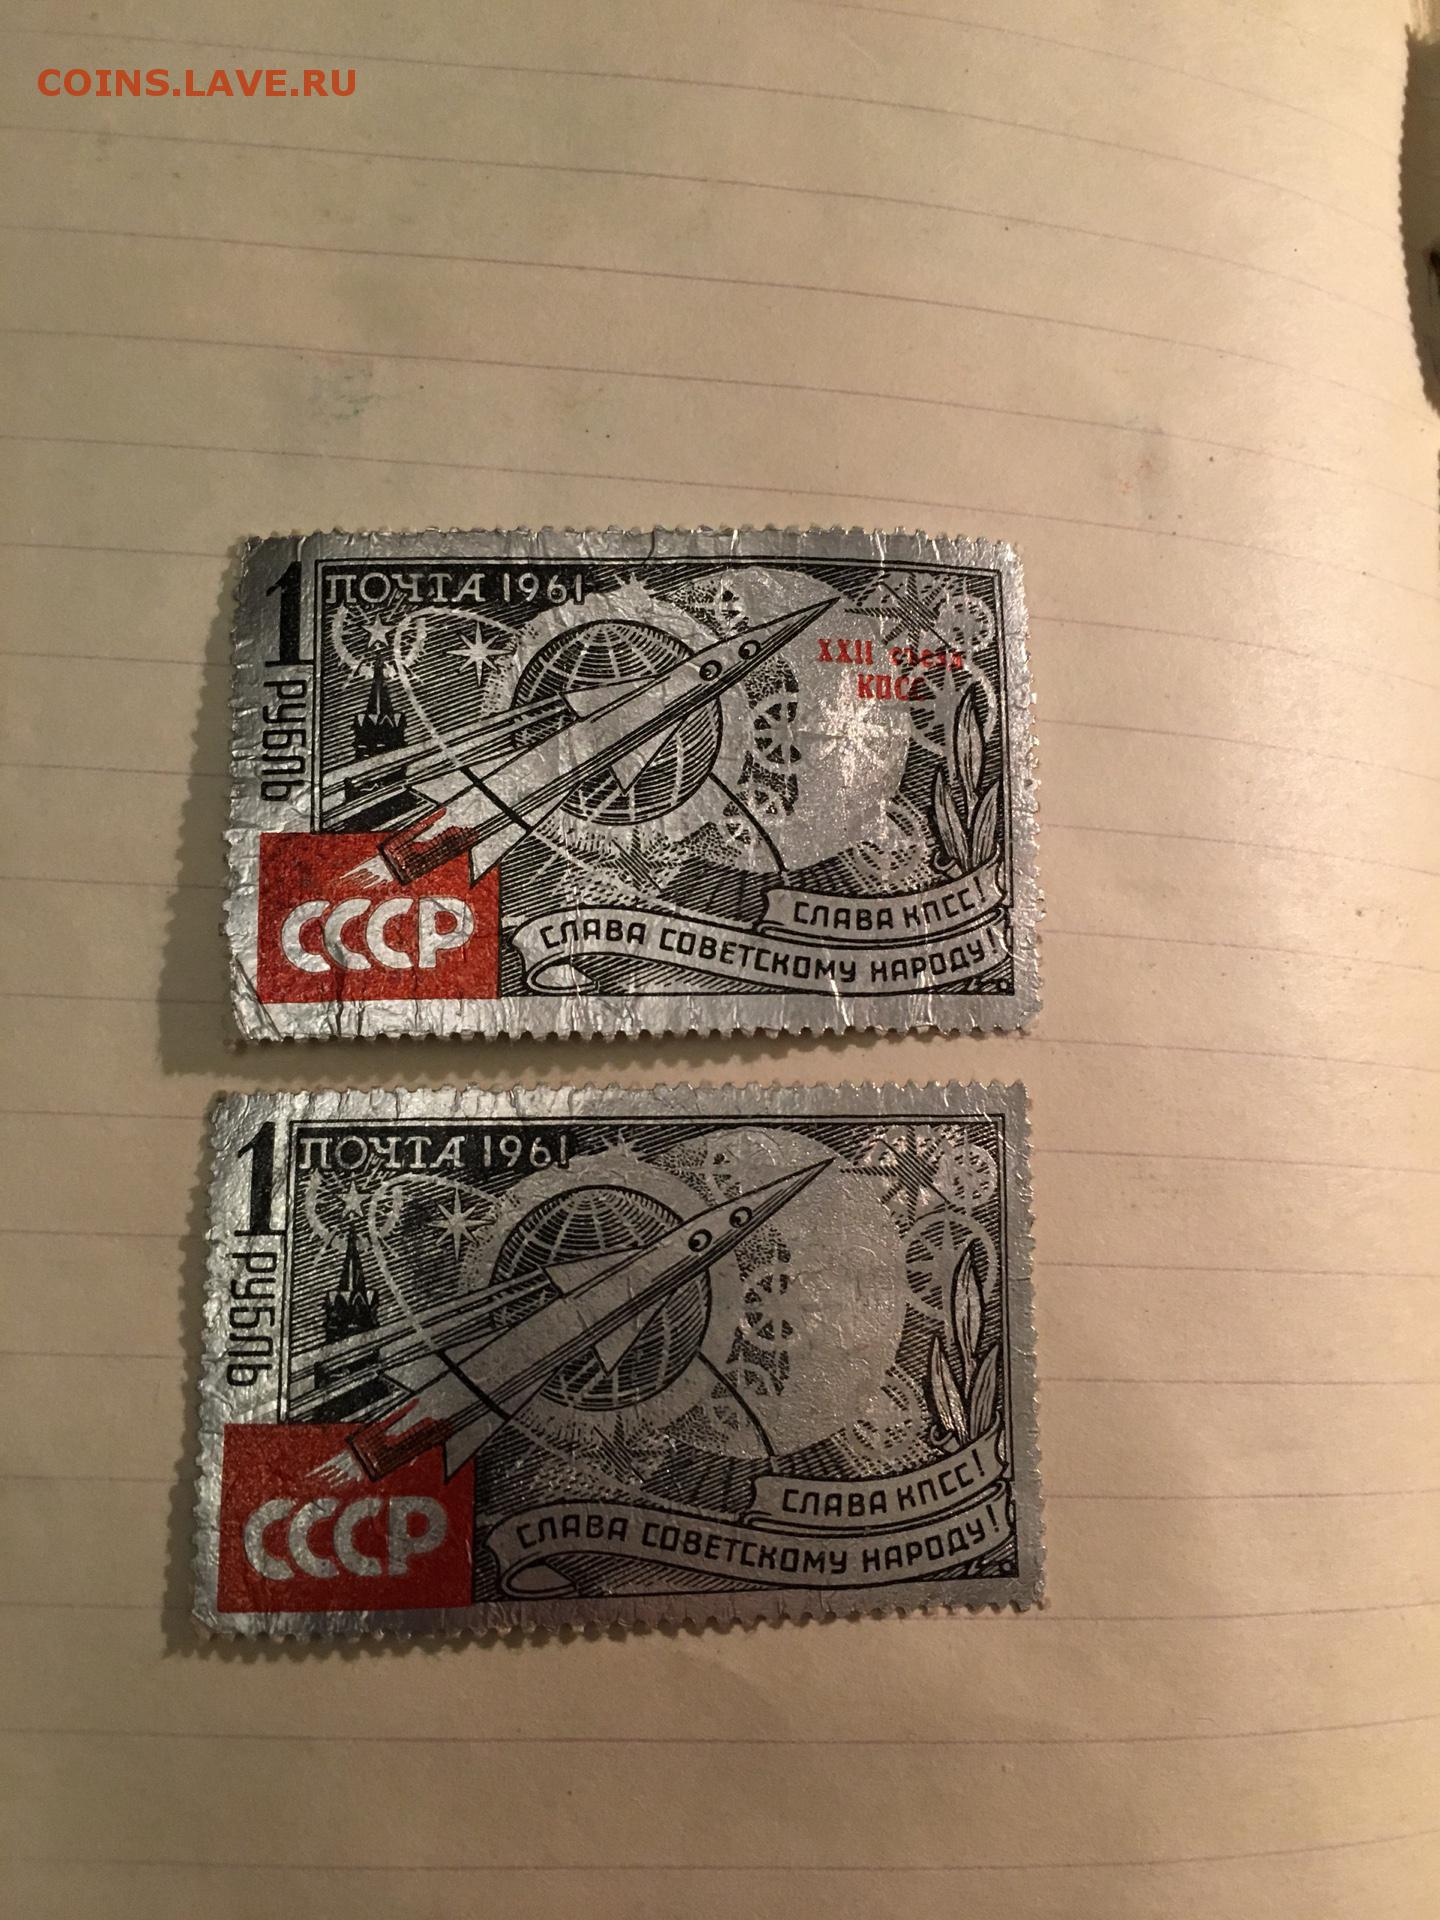 COINS.LAVE.RU
ПОЧТА 1961
1 РУБЛЬ
XXII съезд
КПСС
СССР
СЛАВА КПСС!
СЛАВА СОВЕТСКОМУ НАРОДУ!
ПОЧТА 1961
1 РУБЛЬ
СССР
СЛАВА КПСС!
СЛАВА СОВЕТСКОМУ НАРОДУ!